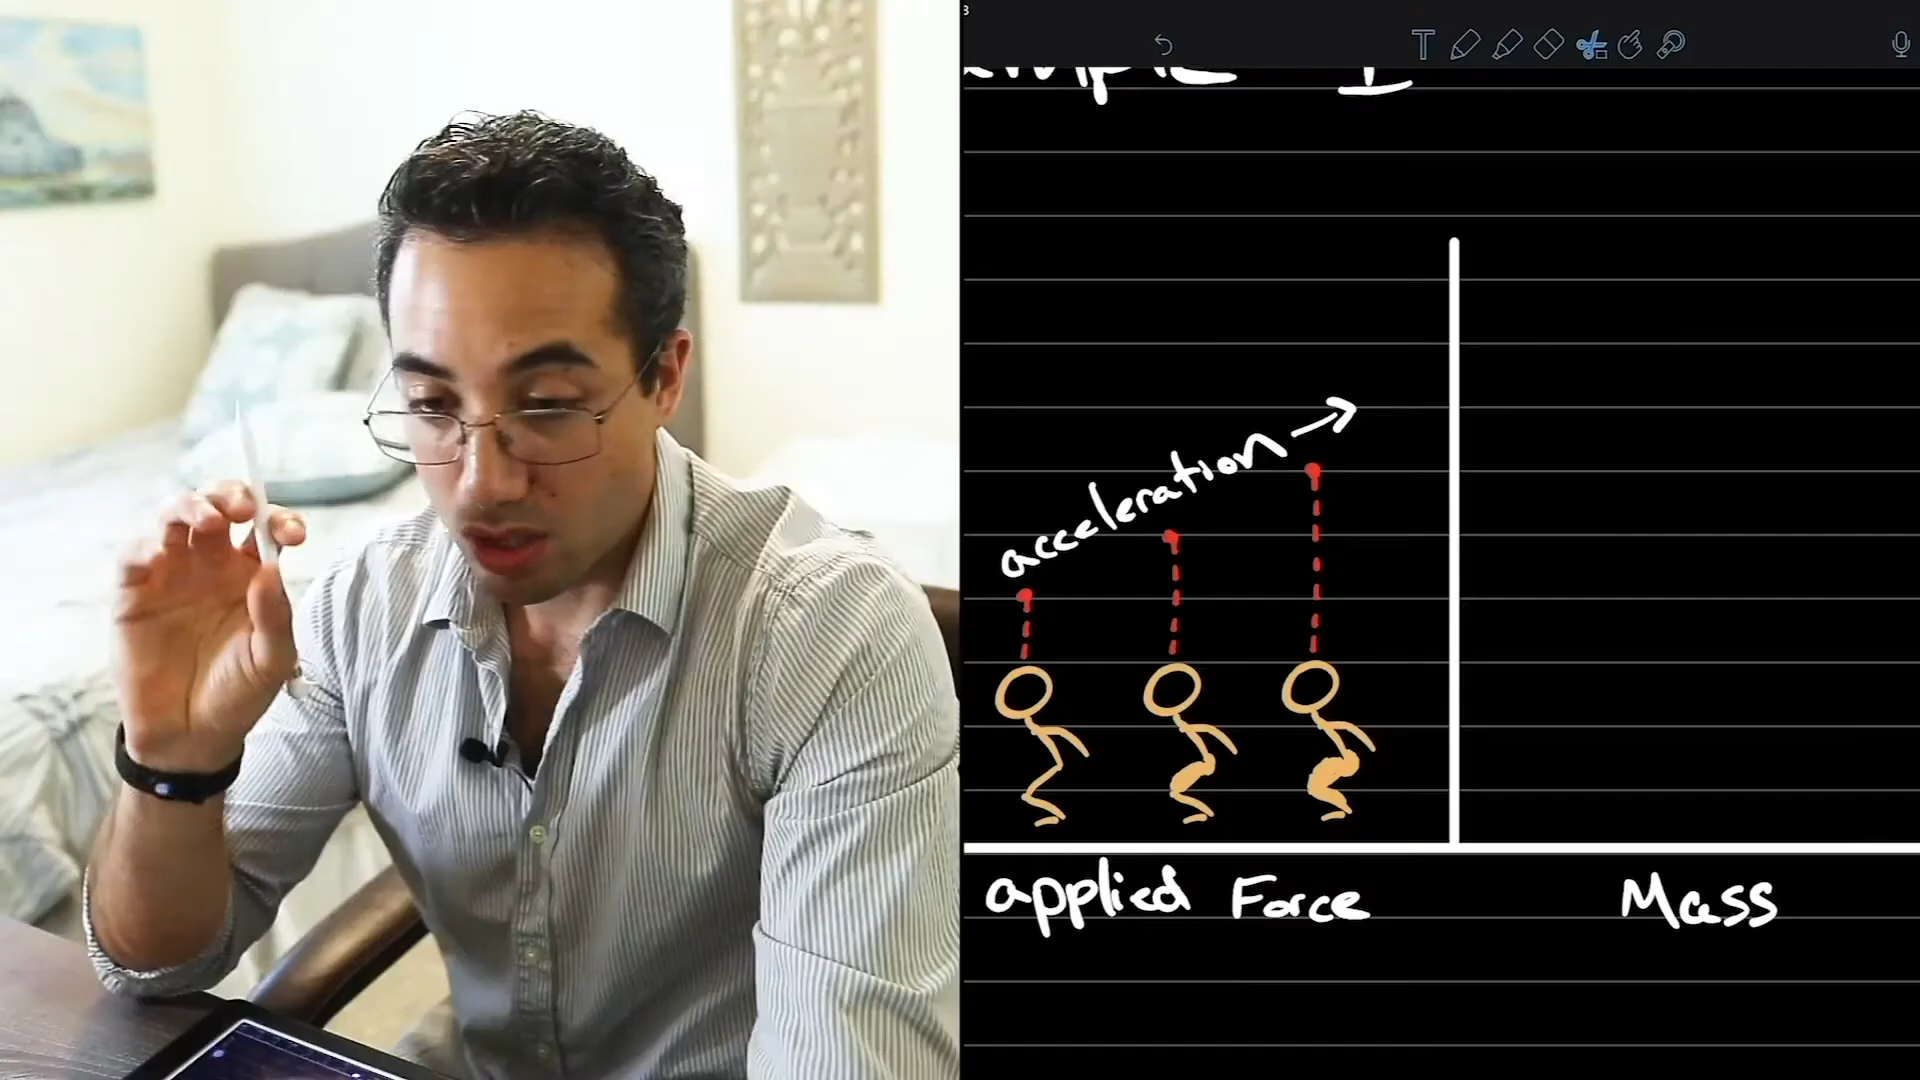 acceleration →
applied Force
Mass